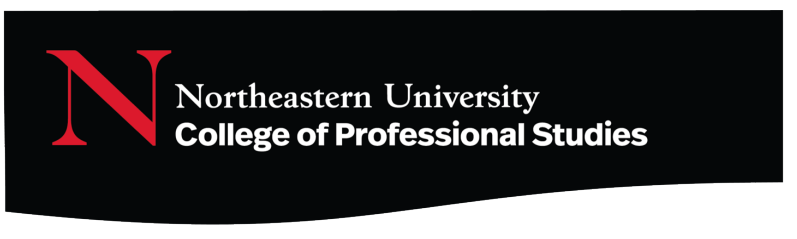 N
Northeastern University
College of Professional Studies